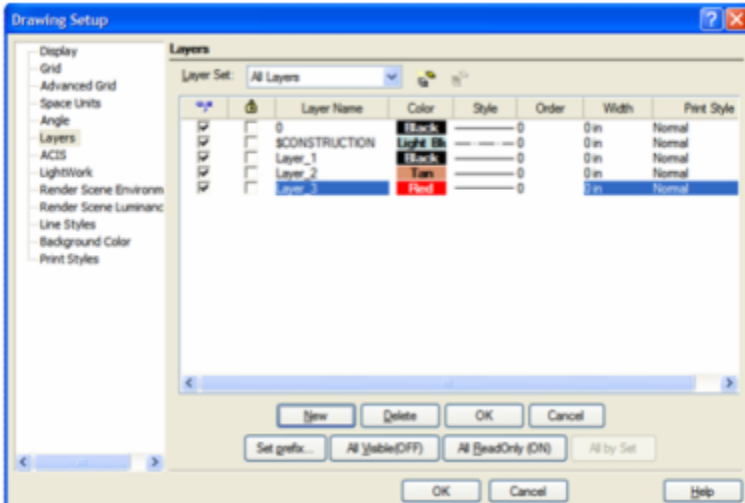 Drawing Setup
Display
Grid
Advanced Grid
Space Units
Angle
Layers
ACIS
LightWork
Render Scene Environm
Render Scene Luminanc
Line Styles
Background Color
Print Styles
Layers
Layer Set: All Layers
Layer Name Color Style Order Width Print Style
0 Black 0 0 in Normal
$CONSTRUCTION Light Blu 0 0 in Normal
Layer_1 Black 0 0 in Normal
Layer_2 Tan 0 0 in Normal
Layer_3 Red 0 0 in Normal
New Delete OK Cancel
Set prefix... All Visible(OFF) All ReadOnly (ON) All by Set
OK Cancel Help